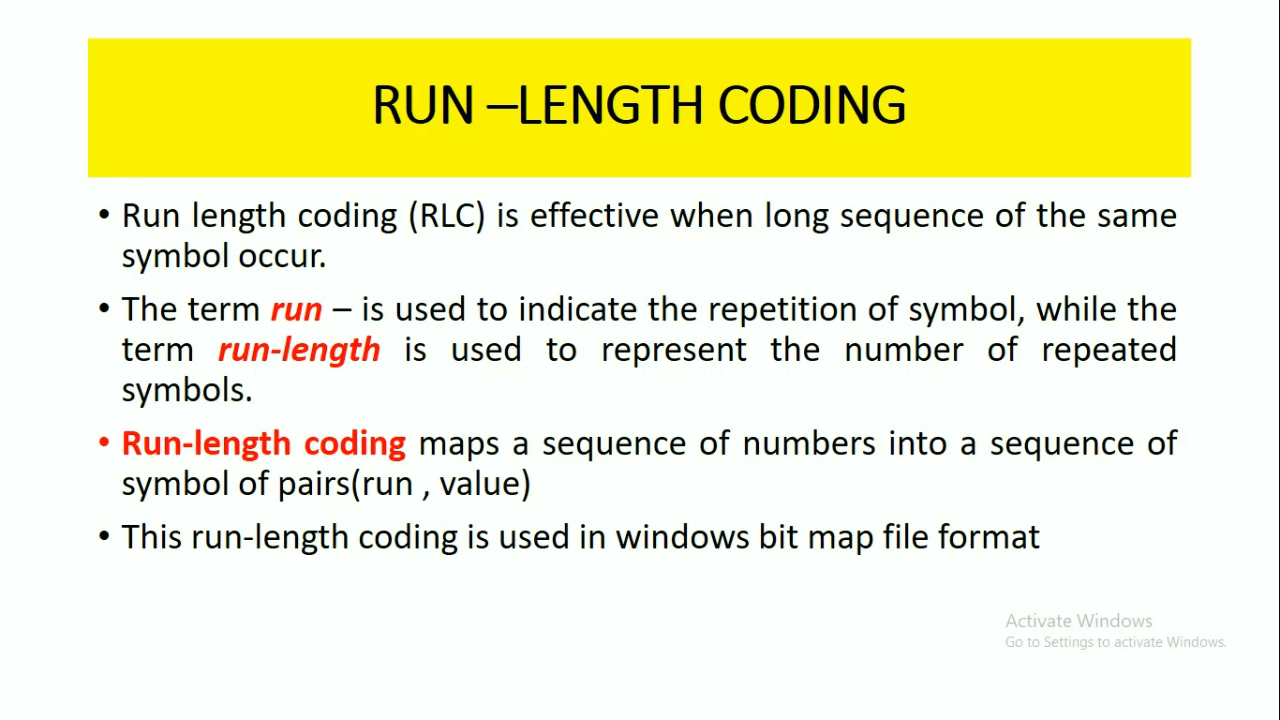 RUN –LENGTH CODING
• Run length coding (RLC) is effective when long sequence of the same
symbol occur.
• The term run – is used to indicate the repetition of symbol, while the
term run-length is used to represent the number of repeated
symbols.
• Run-length coding maps a sequence of numbers into a sequence of
symbol of pairs(run , value)
• This run-length coding is used in windows bit map file format
Activate Windows
Go to Settings to activate Windows.